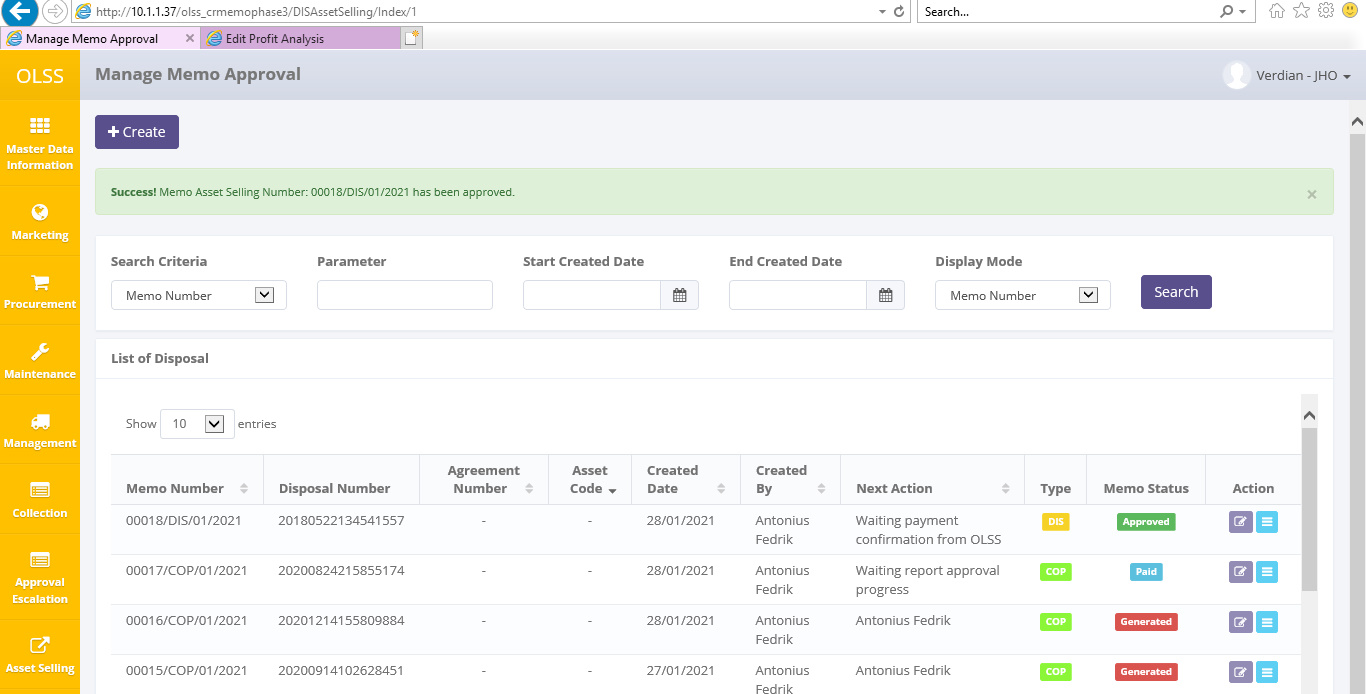 http://10.1.1.37/olss_crmemophase3/DISAssetSelling/Index/1
Search...
Manage Memo Approval
Edit Profit Analysis
OLSS
Manage Memo Approval
Verdian - JHO
Master Data
Information
Marketing
Procurement
Maintenance
Management
Collection
Approval
Escalation
Asset Selling
Create
Success! Memo Asset Selling Number: 00018/DIS/01/2021 has been approved.
×
Search Criteria Parameter Start Created Date End Created Date Display Mode
Memo Number Memo Number Search
List of Disposal
Show 10 entries
Memo Number Disposal Number Agreement Number Asset Code Created Date Created By Next Action Type Memo Status Action
00018/DIS/01/2021 20180522134541557 - - 28/01/2021 Antonius Waiting payment DIS Approved
Fedrik confirmation from OLSS
00017/COP/01/2021 20200824215855174 - - 28/01/2021 Antonius Waiting report approval COP Paid
Fedrik progress
00016/COP/01/2021 20201214155809884 - - 28/01/2021 Antonius Antonius Fedrik COP Generated
Fedrik
00015/COP/01/2021 20200914102628451 - - 27/01/2021 Antonius Antonius Fedrik COP Generated
Fedrik